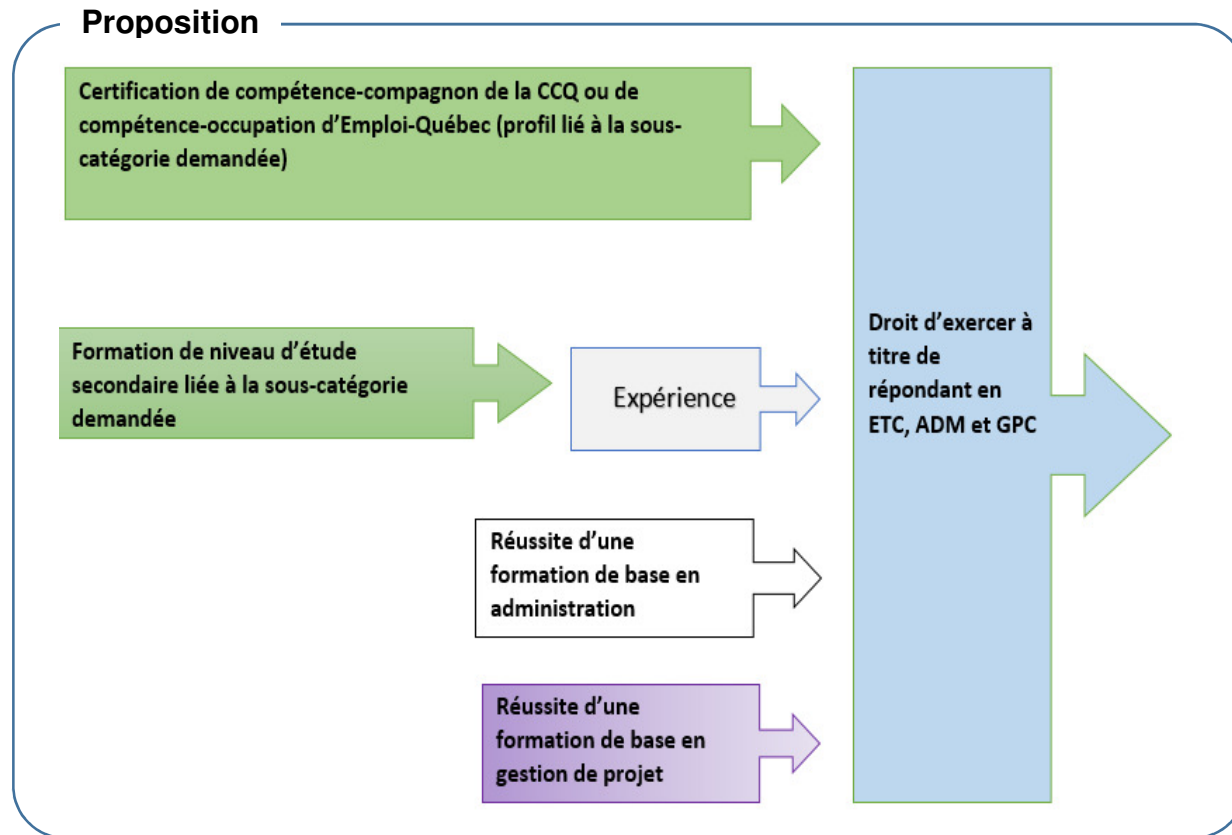 Proposition
Certification de compétence-compagnon de la CCQ ou de
compétence-occupation d'Emploi-Québec (profil lié à la sous-
catégorie demandée)
Formation de niveau d'étude
secondaire liée à la sous-catégorie
demandée
Expérience
Réussite d'une
formation de base en
administration
Réussite d'une
formation de base en
gestion de projet
Droit d'exercer à
titre de
répondant en
ETC, ADM et GPC